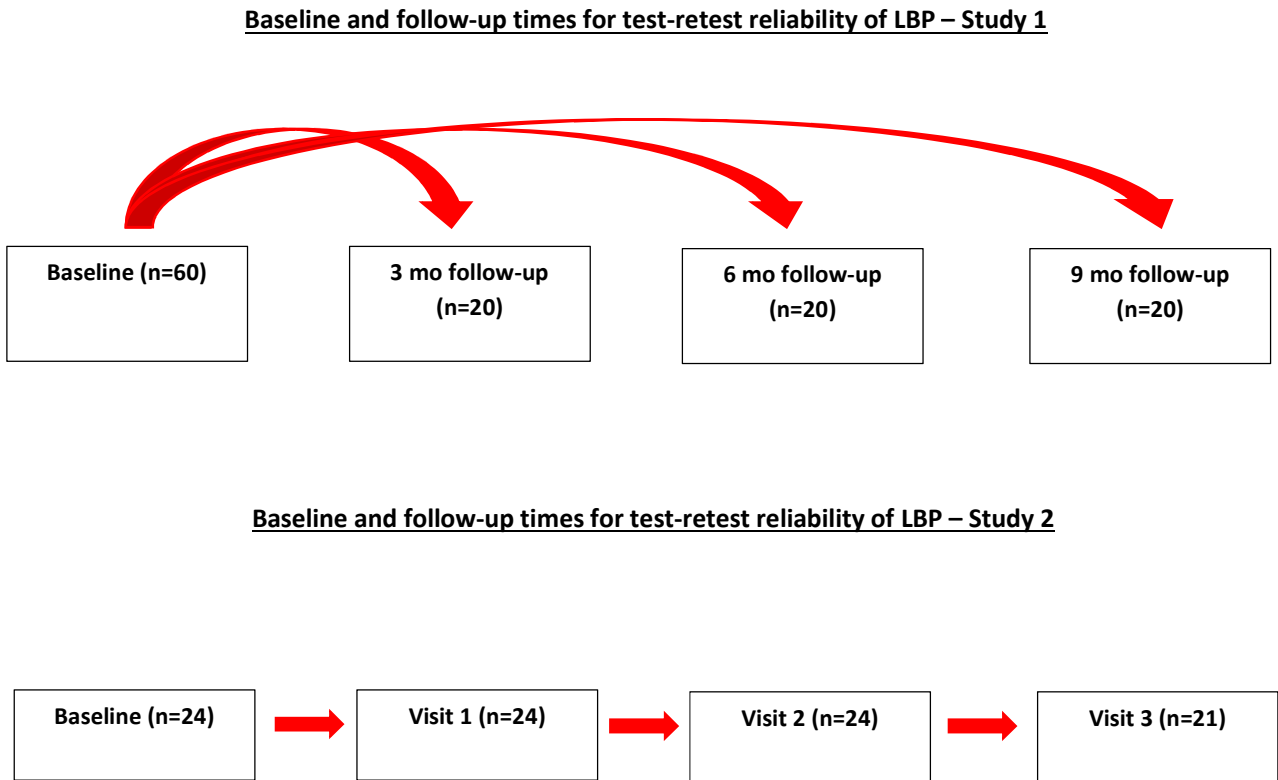 Baseline and follow-up times for test-retest reliability of LBP – Study 1
Baseline (n=60)
3 mo follow-up
(n=20)
6 mo follow-up
(n=20)
9 mo follow-up
(n=20)
Baseline and follow-up times for test-retest reliability of LBP – Study 2
Baseline (n=24)
Visit 1 (n=24)
Visit 2 (n=24)
Visit 3 (n=21)